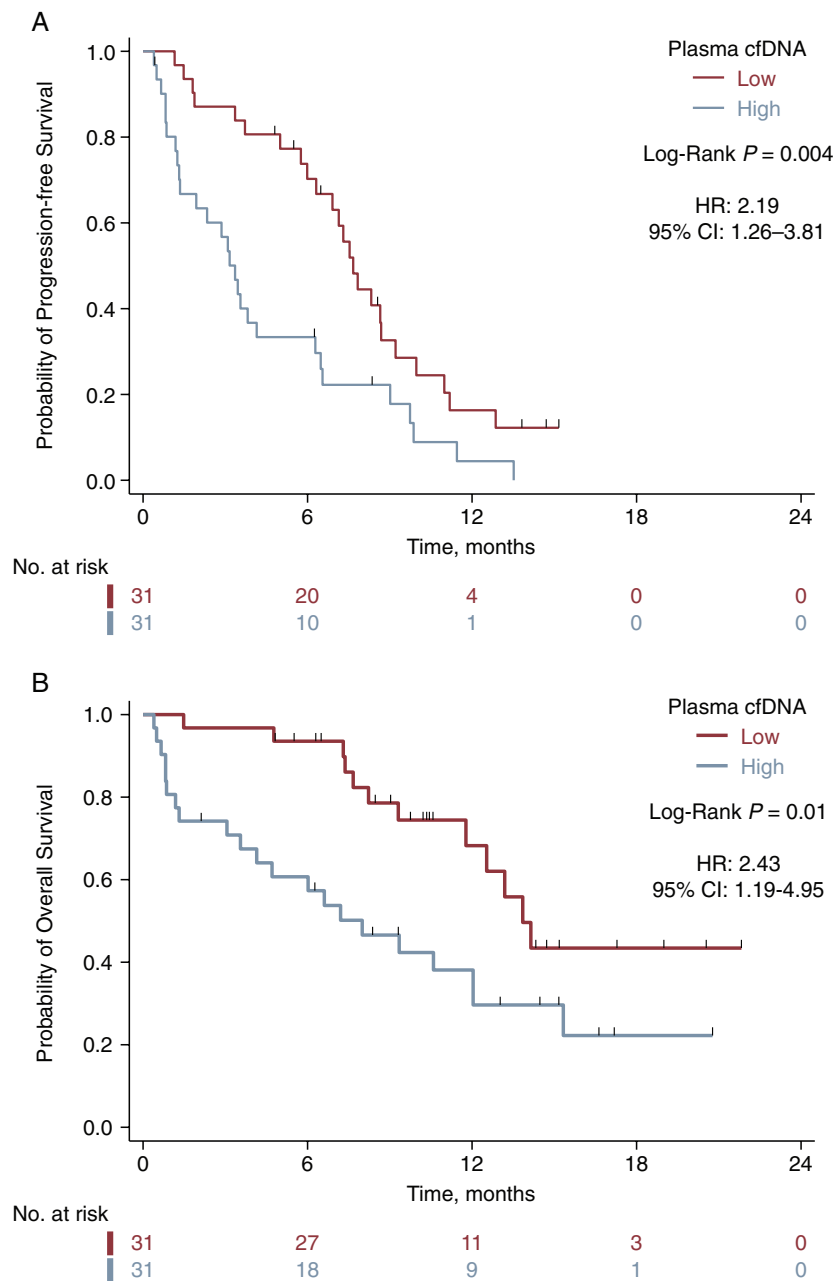 A
Plasma cfDNA
Low
High
Log-Rank P = 0.004
HR: 2.19
95% CI: 1.26–3.81
Probability of Progression-free Survival
1.0
0.8
0.6
0.4
0.2
0.0
0 6 12 18 24
Time, months
No. at risk
31 20 4 0 0
31 10 1 0 0
B
Plasma cfDNA
Low
High
Log-Rank P = 0.01
HR: 2.43
95% CI: 1.19-4.95
Probability of Overall Survival
1.0
0.8
0.6
0.4
0.2
0.0
0 6 12 18 24
Time, months
No. at risk
31 27 11 3 0
31 18 9 1 0